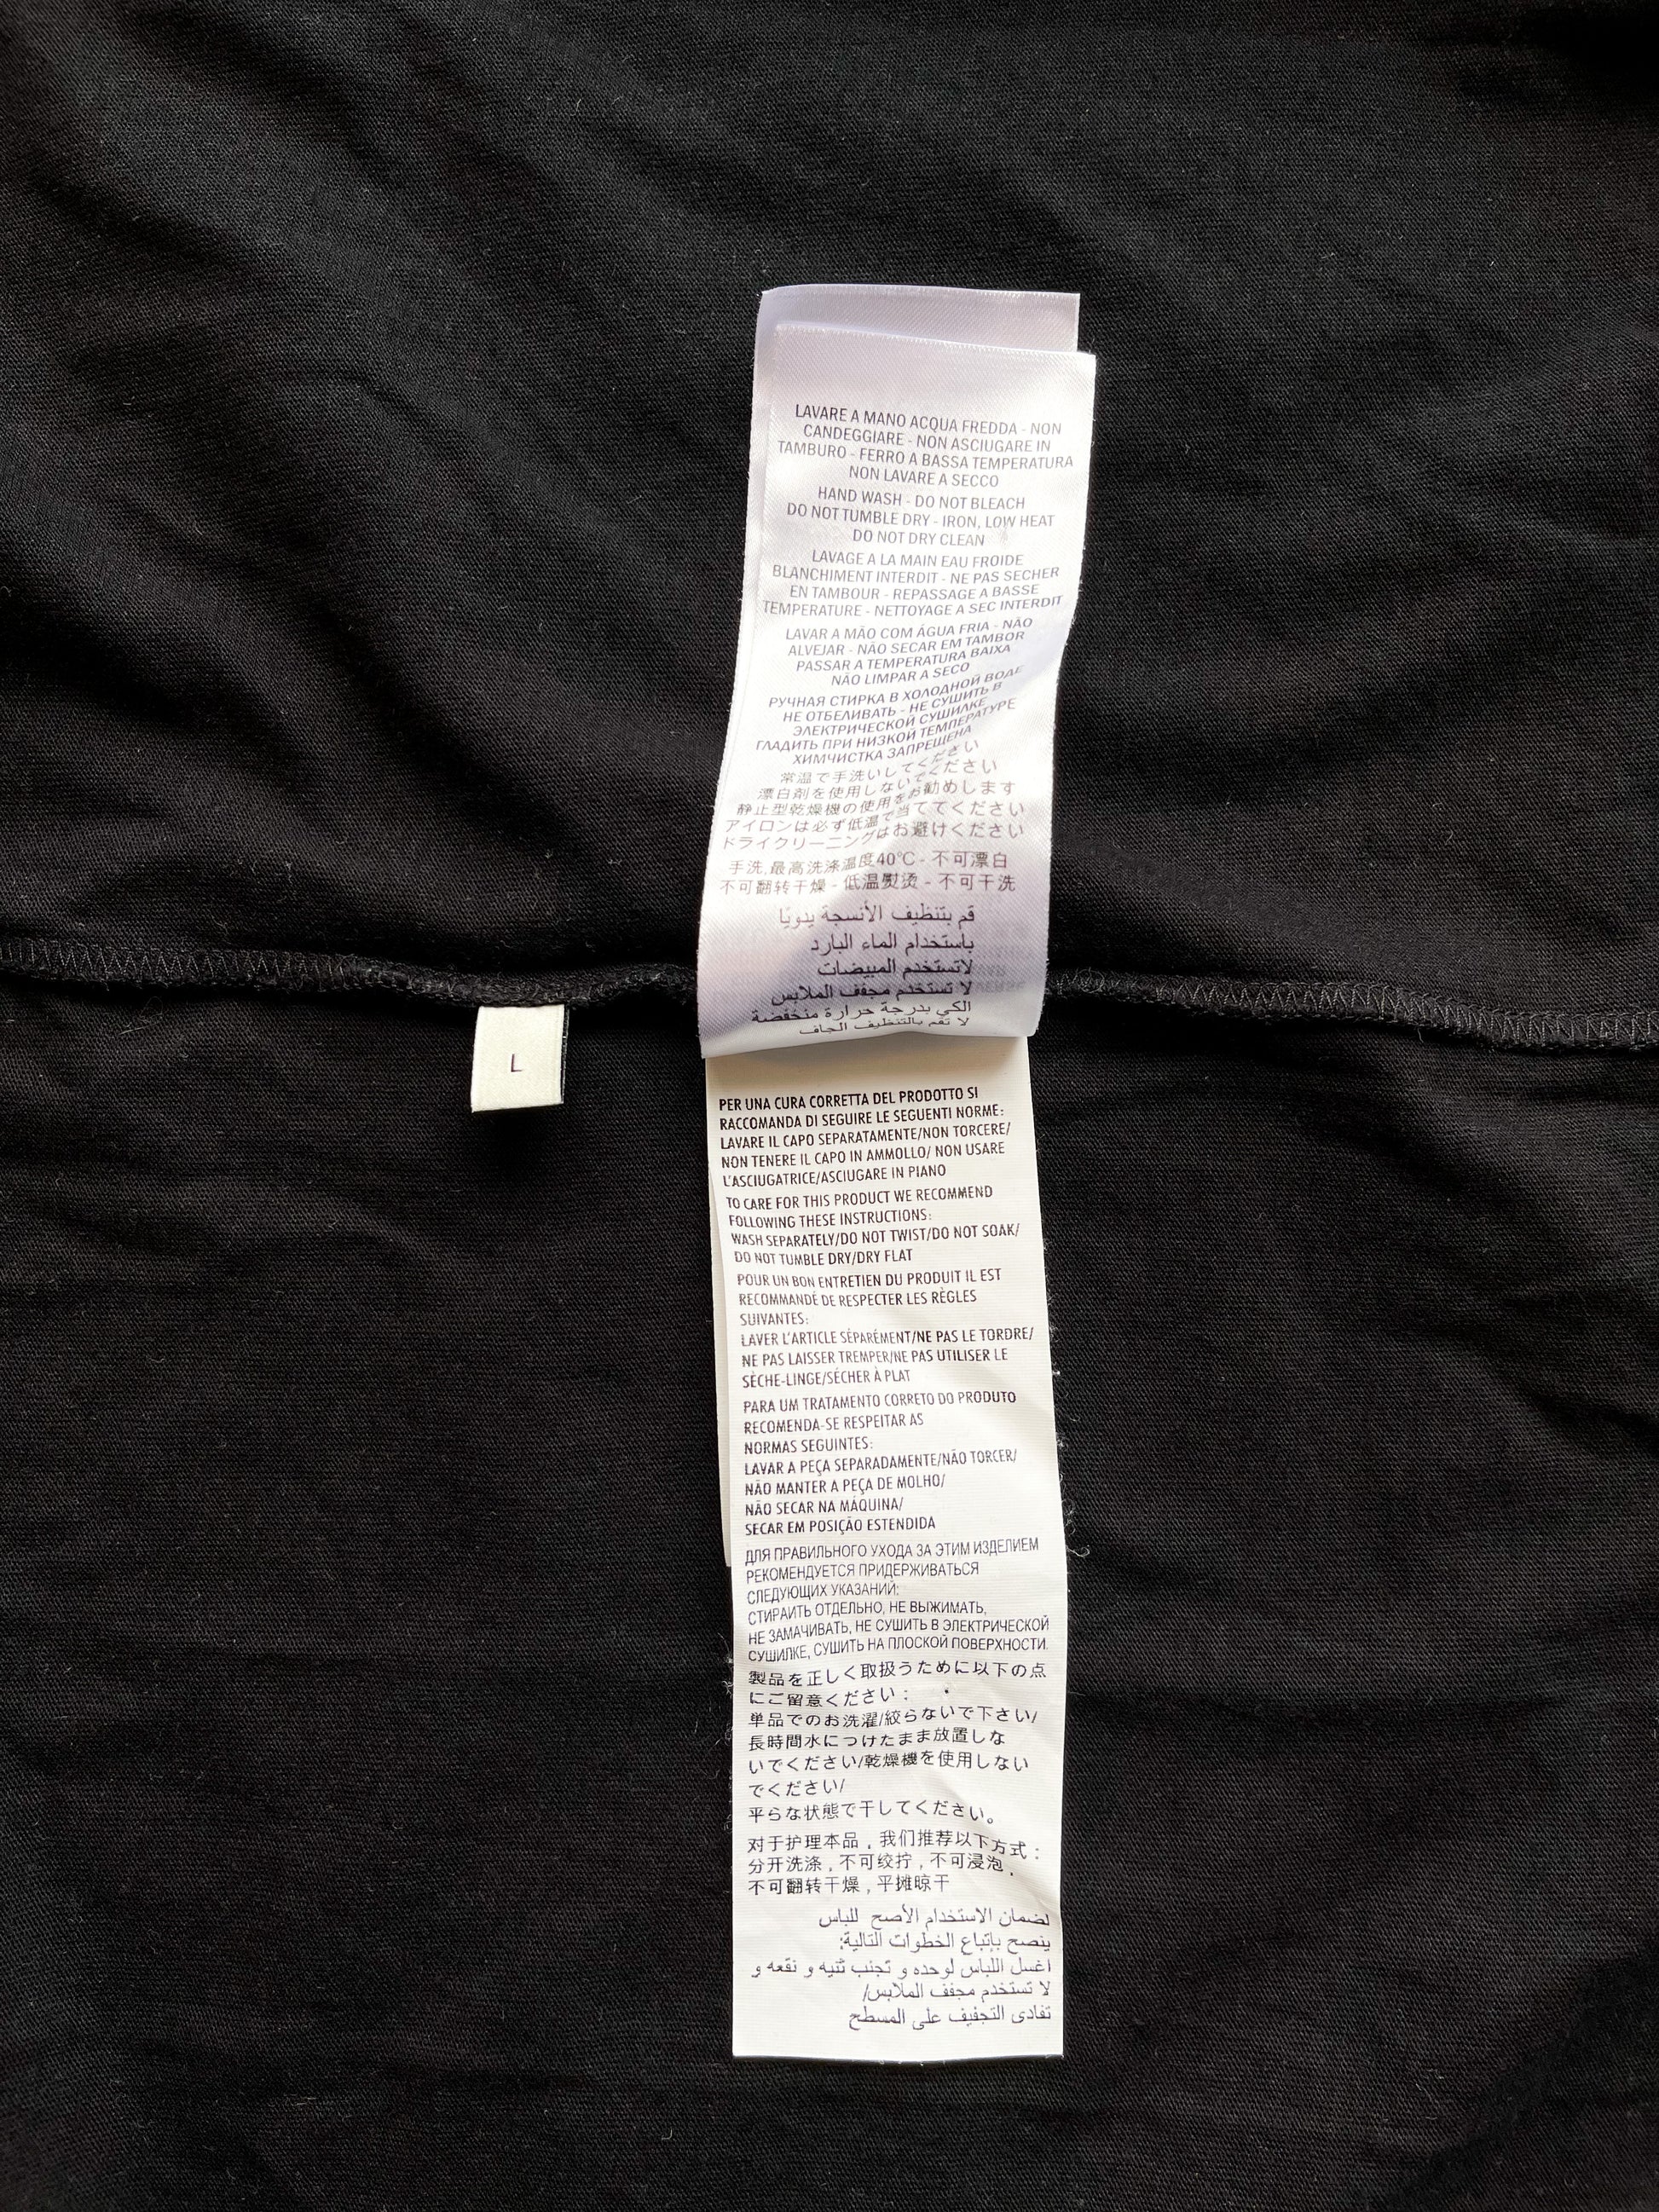 LAVARE A MANO ACQUA FREDDA - NON
CANDEGGIARE - NON ASCIUGARE IN
TAMBURO - FERRO A BASSA TEMPERATURA
NON LAVARE A SECCO
HAND WASH - DO NOT BLEACH
DO NOT TUMBLE DRY - IRON, LOW HEAT
DO NOT DRY CLEAN
LAVAGE A LA MAIN EAU FROIDE
BLANCHIMENT INTERDIT - NE PAS SECHER
EN TAMBOUR - REPASSAGE A BASSE
TEMPERATURE - NETTOYAGE A SEC INTERDIT
LAVAR A MÃO COM ÁGUA FRIA - NÃO
ALVEJAR - NÃO SECAR EM TAMBOR
PASSAR A TEMPERATURA BAIXA
NÃO LIMPAR A SECO
РУЧНАЯ СТИРКА В ХОЛОДНОЙ ВОДЕ
НЕ ОТБЕЛИВАТЬ - НЕ СУШИТЬ В
ЭЛЕКТРИЧЕСКОЙ СУШИЛКЕ
ГЛАДИТЬ ПРИ НИЗКОЙ ТЕМПЕРАТУРЕ
ХИМЧИСТКА ЗАПРЕЩЕНА
常温で手洗いしてください
漂白剤を使用しないでください
静止型乾燥機の使用をお勧めします
アイロンは必ず低温で当ててください
ドライクリーニングはお避けください
手洗,最高洗涤温度40℃ - 不可漂白
不可翻转干燥 - 低温熨烫 - 不可干洗
قم بتنظيف الأنسجة يدويًا
باستخدام الماء البارد
لاتستخدم المبيضات
لا تستخدم مجفف الملابس
الكي بدرجة حرارة منخفضة
لا تقم بالتنظيف الجاف
L
PER UNA CURA CORRETTA DEL PRODOTTO SI
RACCOMANDA DI SEGUIRE LE SEGUENTI NORME:
LAVARE IL CAPO SEPARATAMENTE/NON TORCERE/
NON TENERE IL CAPO IN AMMOLLO/ NON USARE
L'ASCIUGATRICE/ASCIUGARE IN PIANO
TO CARE FOR THIS PRODUCT WE RECOMMEND
FOLLOWING THESE INSTRUCTIONS:
WASH SEPARATELY/DO NOT TWIST/DO NOT SOAK/
DO NOT TUMBLE DRY/DRY FLAT
POUR UN BON ENTRETIEN DU PRODUIT IL EST
RECOMMANDÉ DE RESPECTER LES RÈGLES
SUIVANTES:
LAVER L'ARTICLE SÉPARÉMENT/NE PAS LE TORDRE/
NE PAS LAISSER TREMPER/NE PAS UTILISER LE
SÈCHE-LINGE/SÉCHER À PLAT
PARA UM TRATAMENTO CORRETO DO PRODUTO
RECOMENDA-SE RESPEITAR AS
NORMAS SEGUINTES:
LAVAR A PEÇA SEPARADAMENTE/NÃO TORCER/
NÃO MANTER A PEÇA DE MOLHO/
NÃO SECAR NA MÁQUINA/
SECAR EM POSIÇÃO ESTENDIDA
ДЛЯ ПРАВИЛЬНОГО УХОДА ЗА ЭТИМ ИЗДЕЛИЕМ
РЕКОМЕНДУЕТСЯ ПРИДЕРЖИВАТЬСЯ
СЛЕДУЮЩИХ УКАЗАНИЙ:
СТИРАИТЬ ОТДЕЛЬНО, НЕ ВЫЖИМАТЬ,
НЕ ЗАМАЧИВАТЬ, НЕ СУШИТЬ В ЭЛЕКТРИЧЕСКОЙ
СУШИЛКЕ, СУШИТЬ НА ПЛОСКОЙ ПОВЕРХНОСТИ.
製品を正しく取扱うために以下の点
にご留意ください：
単品でのお洗濯/絞らないで下さい/
長時間水につけたまま放置しな
いでください/乾燥機を使用しない
でください/
平らな状態で干してください。
对于护理本品，我们推荐以下方式：
分开洗涤，不可绞拧，不可浸泡，
不可翻转干燥，平摊晾干
لضمان الاستخدام الأصح للباس
ينصح بإتباع الخطوات التالية:
اغسل اللباس لوحده و تجنب ثنيه و نقعه و
لا تستخدم مجفف الملابس/
تفادى التجفيف على المسطح